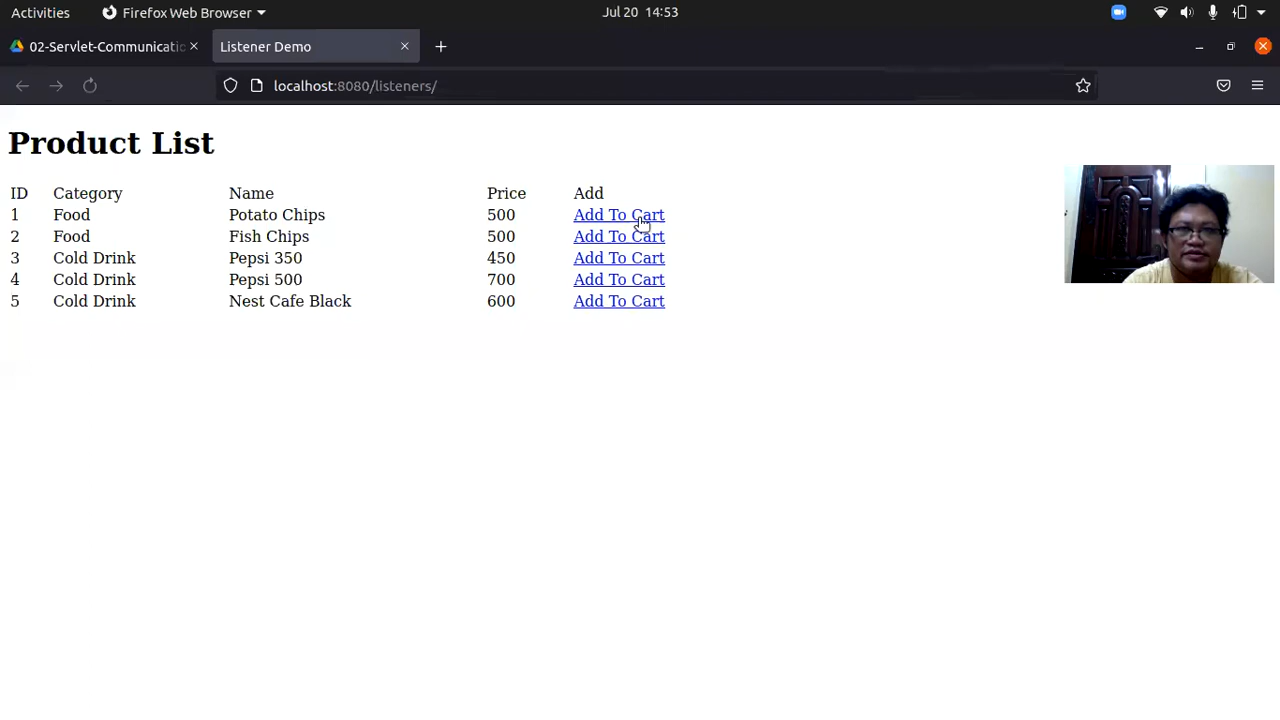 Activities Firefox Web Browser Jul 20 14:53
02-Servlet-Communicatio Listener Demo
localhost:8080/listeners/
Product List
ID Category Name Price Add
1 Food Potato Chips 500 Add To Cart
2 Food Fish Chips 500 Add To Cart
3 Cold Drink Pepsi 350 450 Add To Cart
4 Cold Drink Pepsi 500 700 Add To Cart
5 Cold Drink Nest Cafe Black 600 Add To Cart